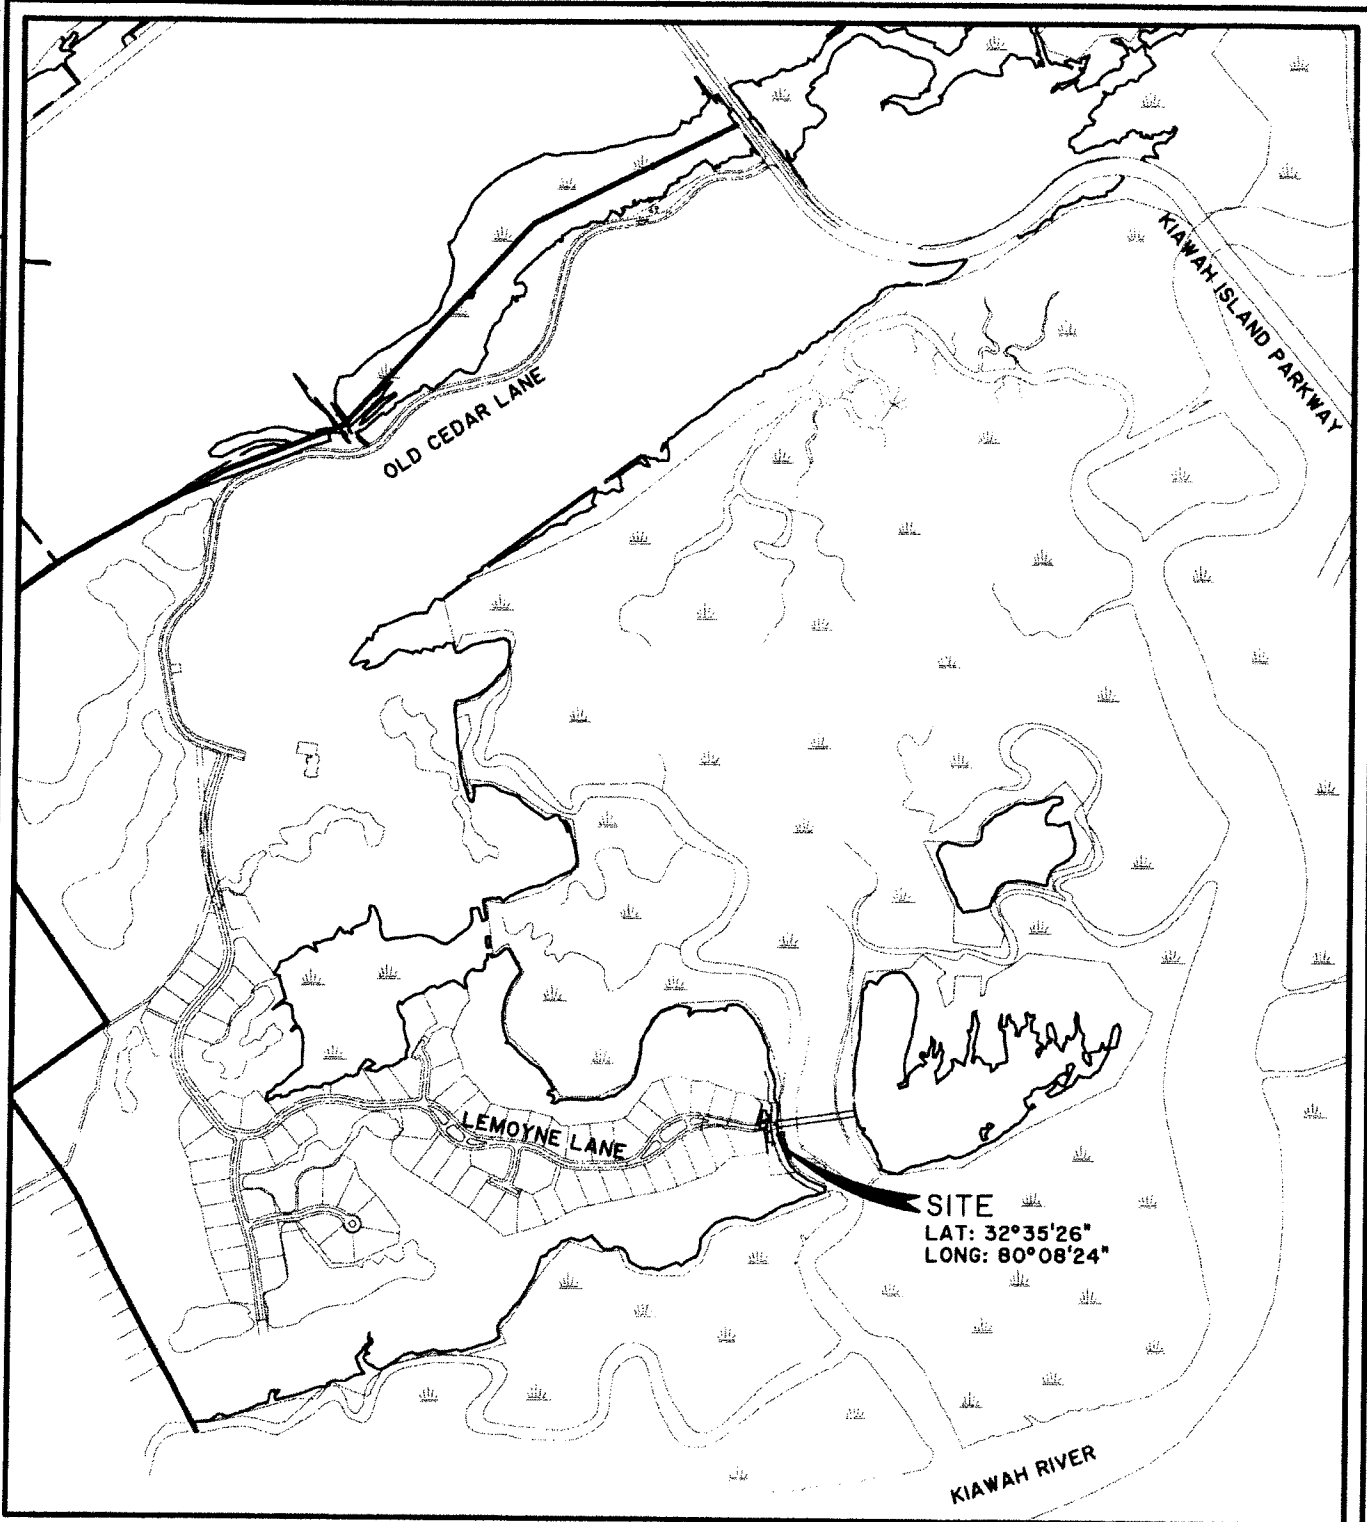 KIAWAH ISLAND PARKWAY
OLD CEDAR LANE
LEMOYNE LANE
SITE
LAT: 32°35'26"
LONG: 80°08'24"
KIAWAH RIVER